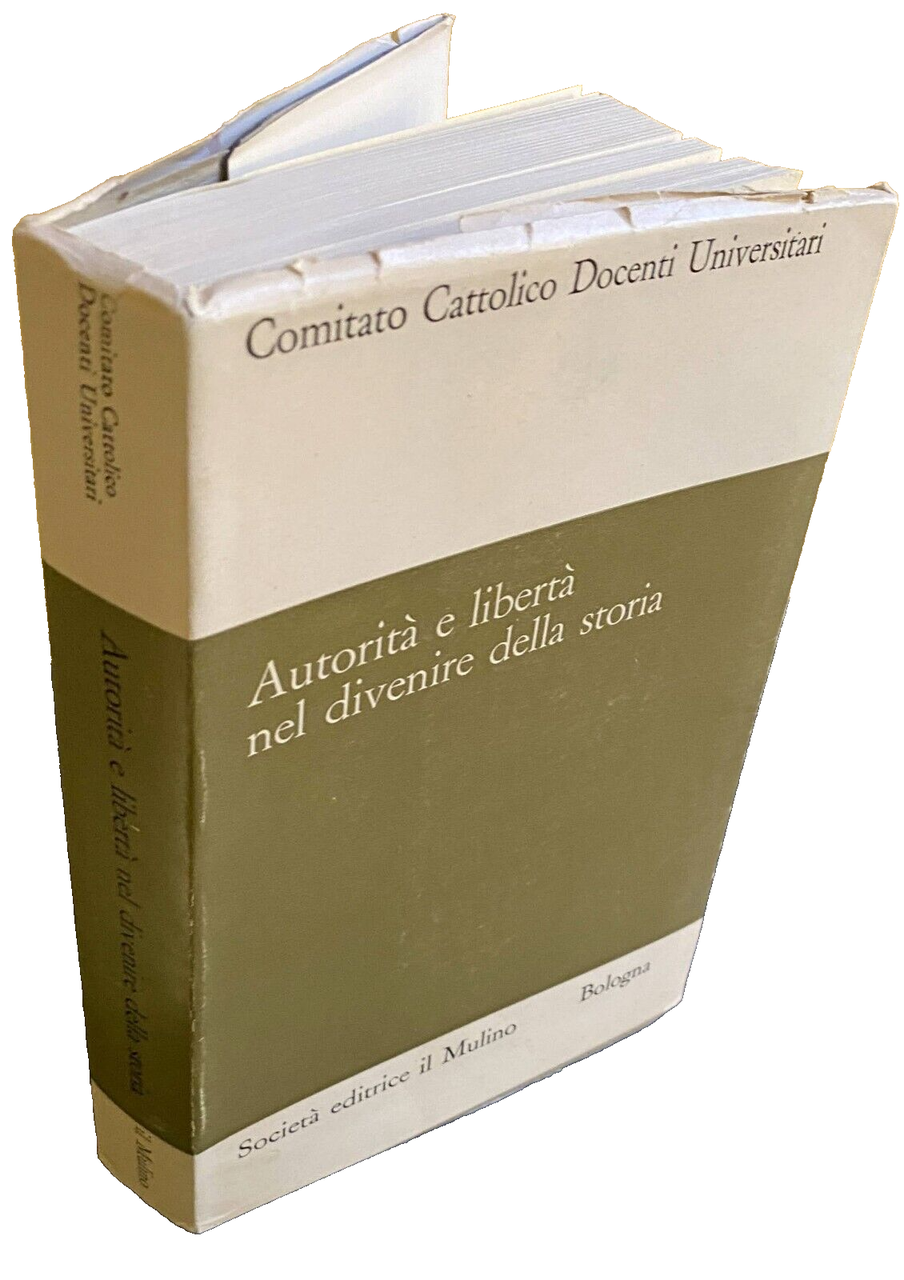 Comitato Cattolico Docenti Universitari
Autorità e libertà
nel divenire della storia
Società editrice il Mulino Bologna
Comitato Cattolico
Docenti Universitari
Autorità e libertà nel divenire della storia
il Mulino